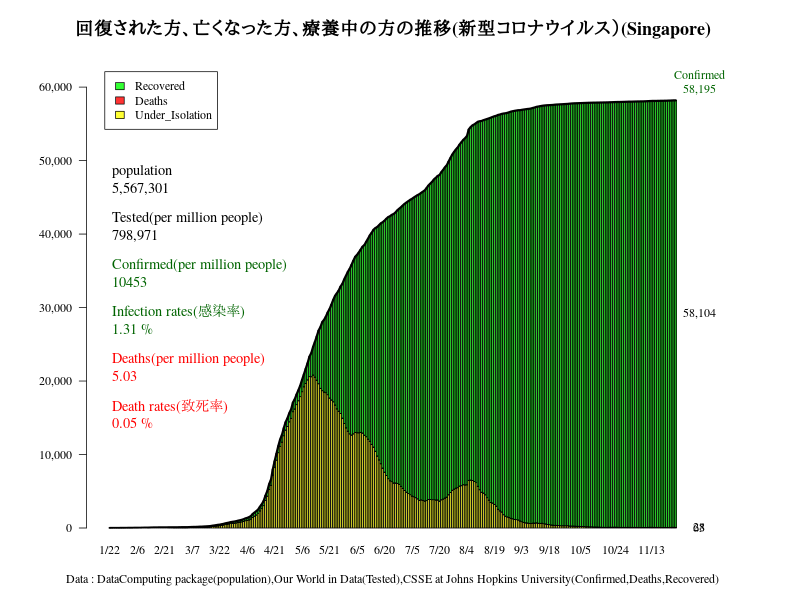 回復された方、亡くなった方、療養中の方の推移(新型コロナウイルス）(Singapore)
Confirmed
58,195
Recovered
Deaths
Under_Isolation
60,000
50,000
40,000
30,000
20,000
10,000
0
population
5,567,301
Tested(per million people)
798,971
Confirmed(per million people)
10453
Infection rates(感染率)
1.31 %
Deaths(per million people)
5.03
Death rates(致死率)
0.05 %
58,104
1/22 2/6 2/21 3/7 3/22 4/6 4/21 5/6 5/21 6/5 6/20 7/5 7/20 8/4 8/19 9/3 9/18 10/5 10/24 11/13
Data : DataComputing package(population),Our World in Data(Tested),CSSE at Johns Hopkins University(Confirmed,Deaths,Recovered)